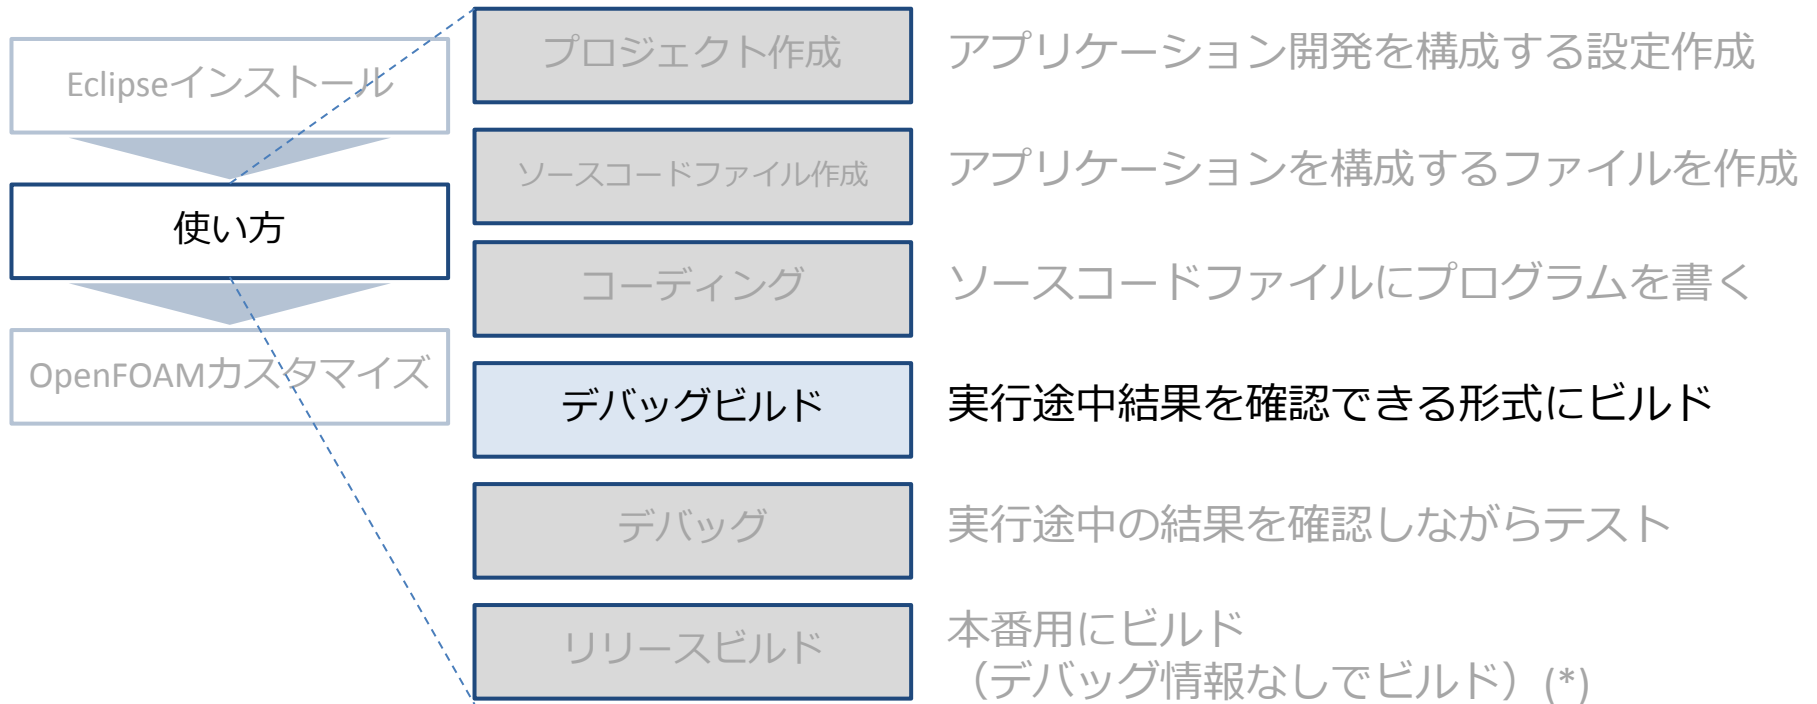 Eclipseインストール
使い方
OpenFOAMカスタマイズ
プロジェクト作成
アプリケーション開発を構成する設定作成
ソースコードファイル作成
アプリケーションを構成するファイルを作成
コーディング
ソースコードファイルにプログラムを書く
デバッグビルド
実行途中結果を確認できる形式にビルド
デバッグ
実行途中の結果を確認しながらテスト
リリースビルド
本番用にビルド
（デバッグ情報なしでビルド）(*)